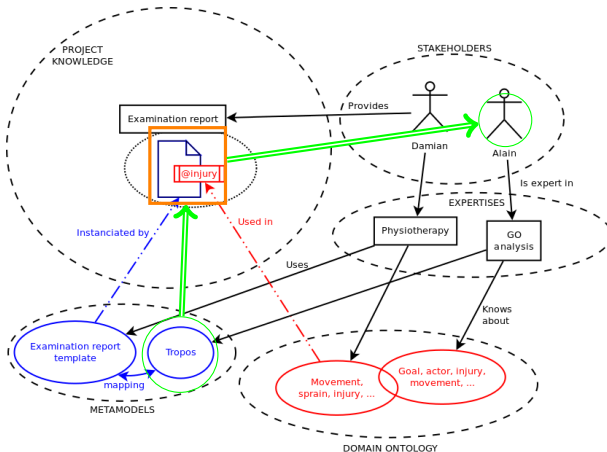 PROJECT
KNOWLEDGE
STAKEHOLDERS
Examination report
Provides
Damian
Alain
@injury
Is expert in
EXPERTISES
Instanciated by
Used in
Physiotherapy
GO
analysis
Uses
Knows
about
Examination report
template
Tropos
mapping
METAMODELS
Movement,
sprain, injury, ...
Goal, actor, injury,
movement, ...
DOMAIN ONTOLOGY